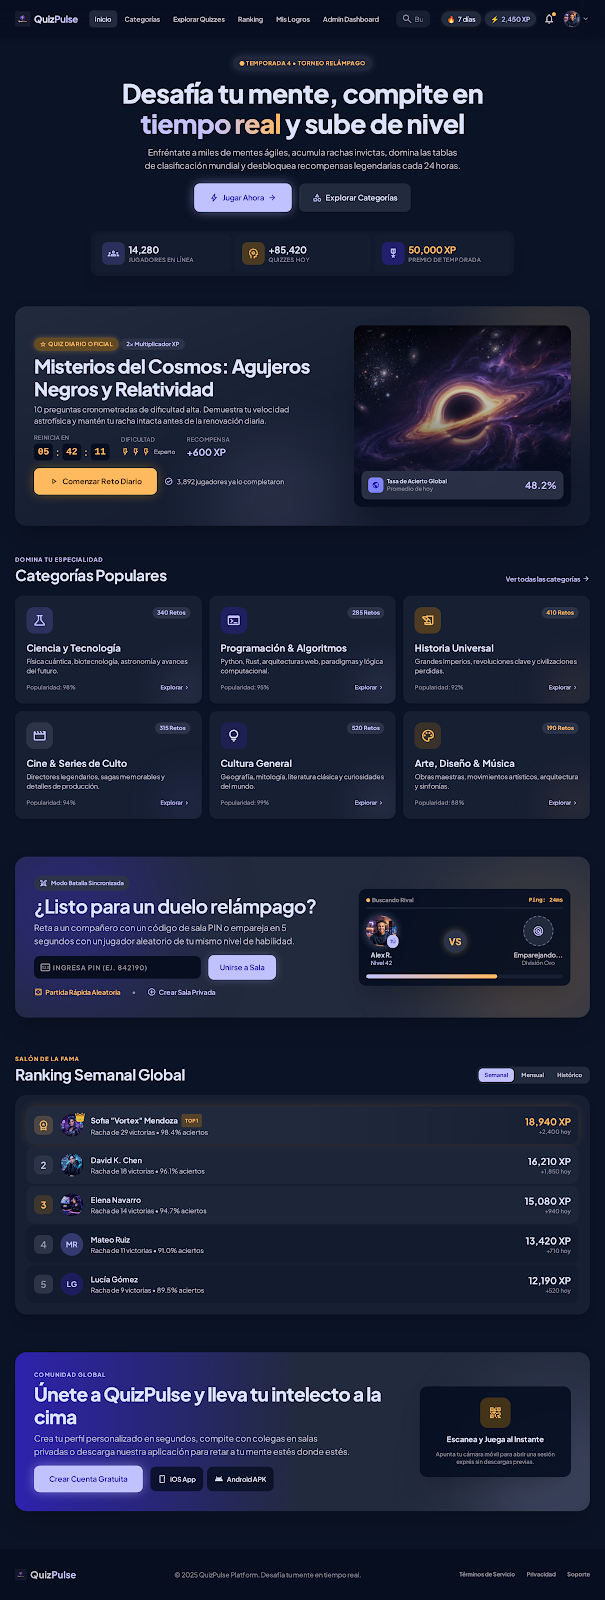 QuizPulse
Inicio
Categorías
Explorar Quizzes
Ranking
Mis Logros
Admin Dashboard
Bu
7 días
2,450 XP
TEMPORADA 4 • TORNEO RELÁMPAGO
Desafía tu mente, compite en
tiempo real y sube de nivel
Enfréntate a miles de mentes ágiles, acumula rachas invictas, domina las tablas
de clasificación mundial y desbloquea recompensas legendarias cada 24 horas.
Jugar Ahora
Explorar Categorías
14,280
JUGADORES EN LÍNEA
+85,420
QUIZZES HOY
50,000 XP
PREMIO DE TEMPORADA
QUIZ DIARIO OFICIAL
2x Multiplicador XP
Misterios del Cosmos: Agujeros
Negros y Relatividad
10 preguntas cronometradas de dificultad alta. Demuestra tu velocidad
astrofísica y mantén tu racha intacta antes de la renovación diaria.
REINICIA EN
05 : 42 : 11
DIFICULTAD
Experto
RECOMPENSA
+600 XP
Comenzar Reto Diario
3,892 jugadores ya lo completaron
Tasa de Acierto Global
Promedio de hoy
48.2%
DOMINA TU ESPECIALIDAD
Categorías Populares
Ver todas las categorías
340 Retos
Ciencia y Tecnología
Física cuántica, biotecnología, astronomía y avances
del futuro.
Popularidad: 98%
Explorar
285 Retos
Programación & Algoritmos
Python, Rust, arquitecturas web, paradigmas y lógica
computacional.
Popularidad: 95%
Explorar
410 Retos
Historia Universal
Grandes imperios, revoluciones clave y civilizaciones
perdidas.
Popularidad: 92%
Explorar
315 Retos
Cine & Series de Culto
Directores legendarios, sagas memorables y
detalles de producción.
Popularidad: 94%
Explorar
520 Retos
Cultura General
Geografía, mitología, literatura clásica y curiosidades
del mundo.
Popularidad: 99%
Explorar
190 Retos
Arte, Diseño & Música
Obras maestras, movimientos artísticos, arquitectura
y sinfonías.
Popularidad: 88%
Explorar
Modo Batalla Sincronizada
¿Listo para un duelo relámpago?
Reta a un compañero con un código de sala PIN o empareja en 5
segundos con un jugador aleatorio de tu mismo nivel de habilidad.
INGRESA PIN (EJ. 842190)
Unirse a Sala
Partida Rápida Aleatoria
•
Crear Sala Privada
Buscando Rival
Ping: 24ms
Alex R.
Nivel 42
VS
Emparejando...
División Oro
SALÓN DE LA FAMA
Ranking Semanal Global
Semanal
Mensual
Histórico
Sofia "Vortex" Mendoza
TOP 1
Racha de 29 victorias • 98.4% aciertos
18,940 XP
+2,400 hoy
2
David K. Chen
Racha de 18 victorias • 96.1% aciertos
16,210 XP
+1,850 hoy
3
Elena Navarro
Racha de 14 victorias • 94.7% aciertos
15,080 XP
+940 hoy
4
MR
Mateo Ruiz
Racha de 11 victorias • 91.0% aciertos
13,420 XP
+710 hoy
5
LG
Lucía Gómez
Racha de 9 victorias • 89.5% aciertos
12,190 XP
+520 hoy
COMUNIDAD GLOBAL
Únete a QuizPulse y lleva tu intelecto a la
cima
Crea tu perfil personalizado en segundos, compite con colegas en salas
privadas o descarga nuestra aplicación para retar a tu mente estés donde estés.
Crear Cuenta Gratuita
iOS App
Android APK
Escanea y Juega al Instante
Apunta tu cámara móvil para abrir una sesión
exprés sin descargas previas.
QuizPulse
© 2025 QuizPulse Platform. Desafía tu mente en tiempo real.
Términos de Servicio
Privacidad
Soporte